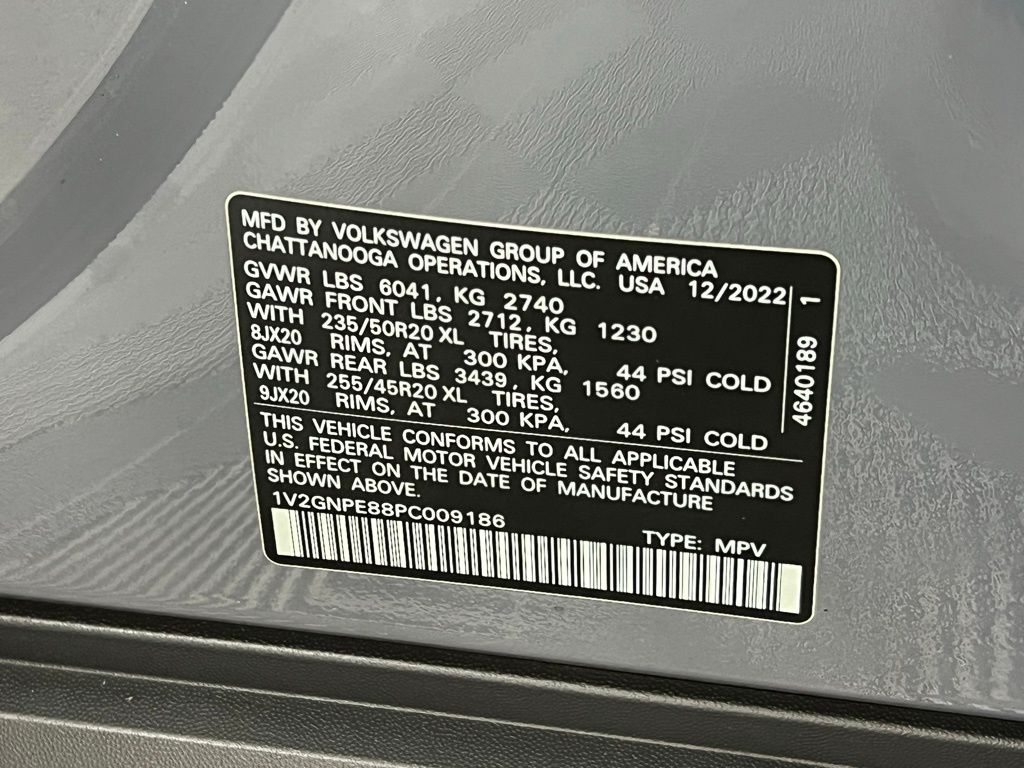 MFD BY VOLKSWAGEN GROUP OF AMERICA
CHATTANOOGA OPERATIONS, LLC. USA 12/2022
GVWR LBS 6041, KG 2740
GAWR FRONT LBS 2712, KG 1230
WITH 235/50R20 XL TIRES,
8JX20 RIMS, AT 300 KPA, 44 PSI COLD
GAWR REAR LBS 3439, KG 1560
WITH 255/45R20 XL TIRES,
9JX20 RIMS, AT 300 KPA, 44 PSI COLD
4640189 1
THIS VEHICLE CONFORMS TO ALL APPLICABLE
U.S. FEDERAL MOTOR VEHICLE SAFETY STANDARDS
IN EFFECT ON THE DATE OF MANUFACTURE
SHOWN ABOVE.
1V2GNPE88PC009186 TYPE: MPV